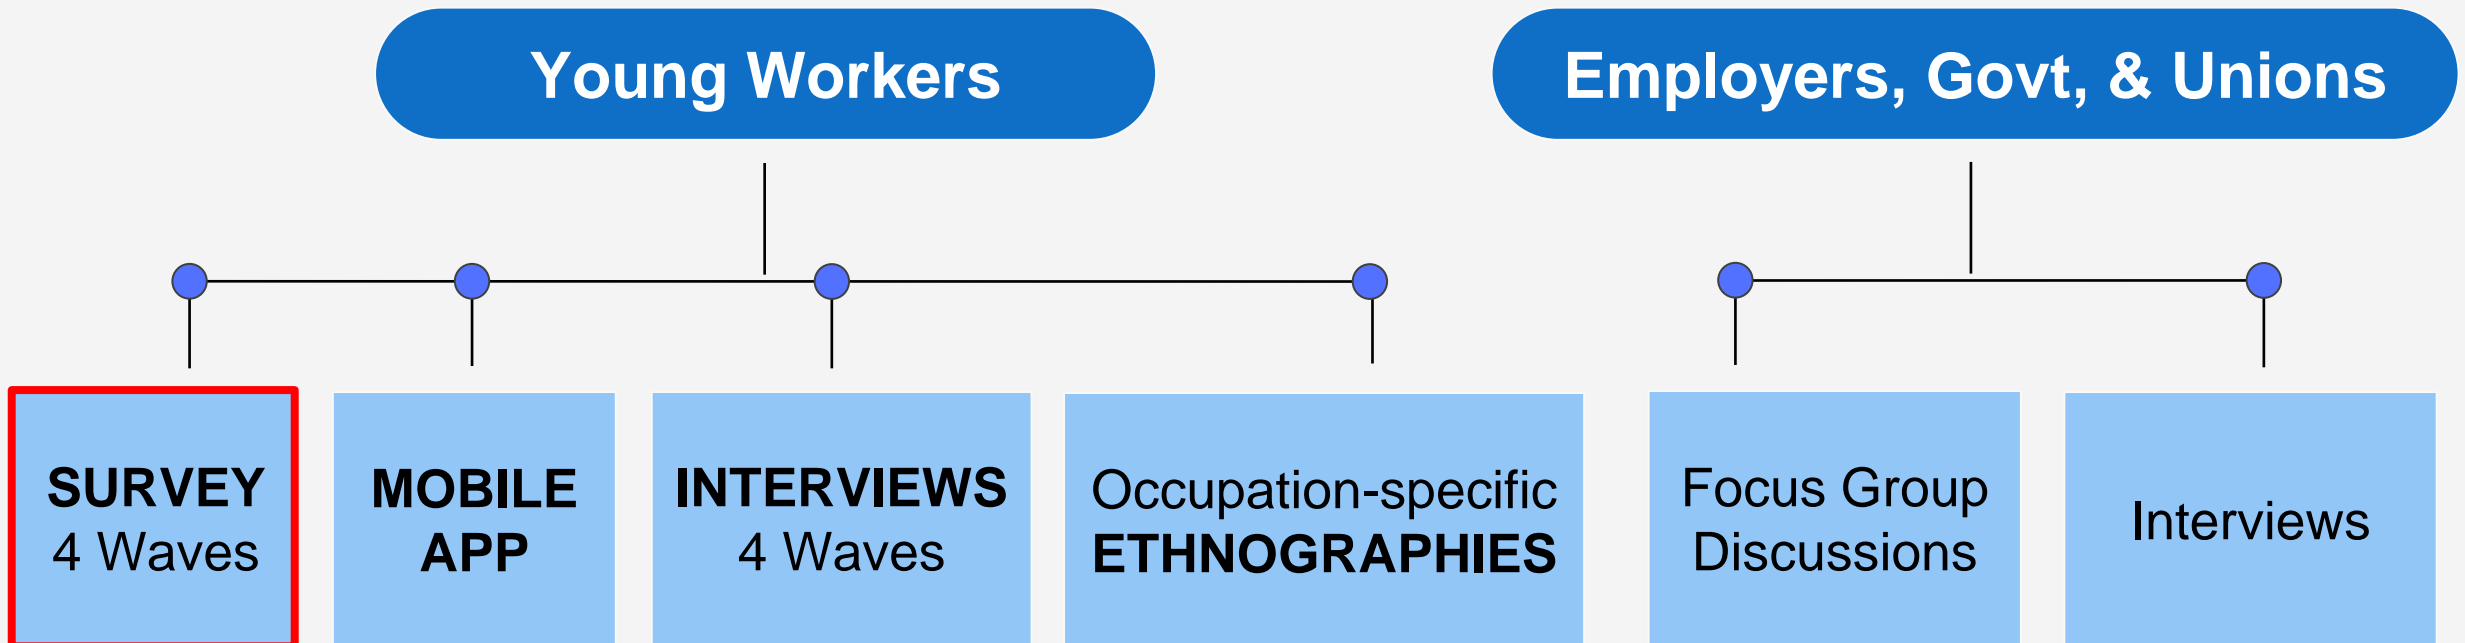 Young Workers
Employers, Govt, & Unions
SURVEY
4 Waves
MOBILE
APP
INTERVIEWS
4 Waves
Occupation-specific
ETHNOGRAPHIES
Focus Group
Discussions
Interviews